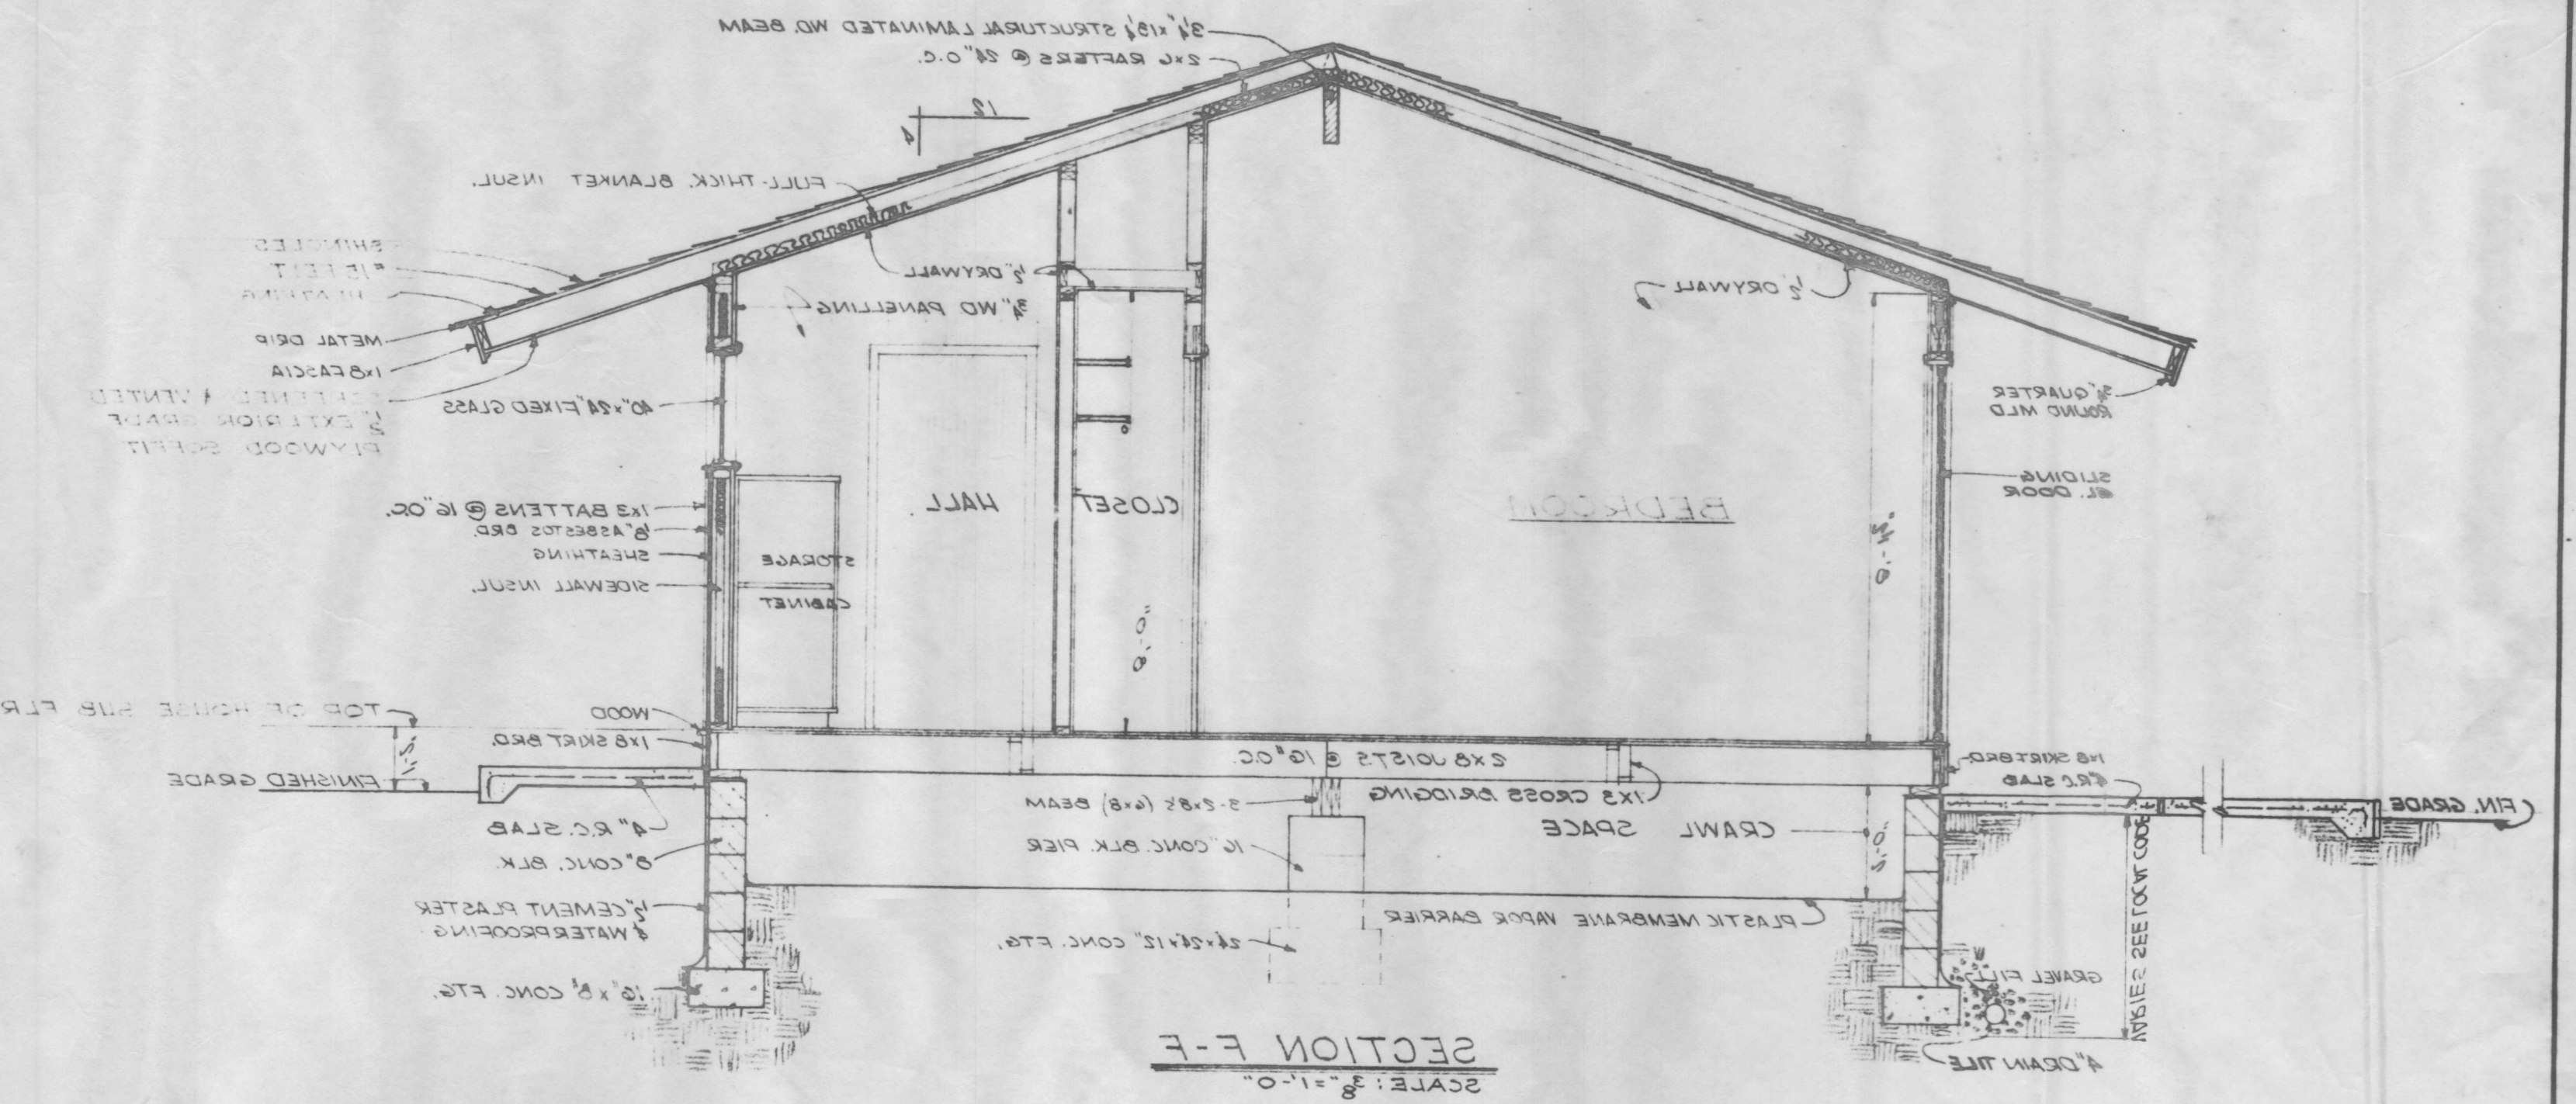 3¼"x13¼ STRUCTURAL LAMINATED WD. BEAM
2x6 RAFTERS @ 24" O.C.
12
4
FULL-THICK. BLANKET INSUL.
SHINGLES
#15 FELT
METAL DRIP
1x8 FASCIA
& VENTED
½" EXTERIOR GRADE
PLYWOOD SOFFIT
½" DRYWALL
¾" WD PANELLING
40"x24" FIXED GLASS
½" DRYWALL
¾" QUARTER
ROUND MLD
SLIDING
GL. DOOR
1x3 BATTENS @ 16" O.C.
⅛" ASBESTOS BRD.
SHEATHING
SIDEWALL INSUL.
STORAGE
CABINET
HALL
CLOSET
8'-0"
BEDROOM
TOP OF HOUSE SUB FLR
1'-2"
FINISHED GRADE
WOOD
1x8 SKIRT BRD.
4" R.C. SLAB
8" CONC. BLK.
½" CEMENT PLASTER
& WATERPROOFING
16" x 8" CONC. FTG.
2x8 JOISTS @ 16" O.C.
1x3 CROSS BRIDGING
3-2x8's (6x8) BEAM
16" CONC. BLK. PIER
24"x24"x12" CONC. FTG.
CRAWL SPACE
PLASTIC MEMBRANE VAPOR BARRIER
1x8 SKIRT BRD.
4" R.C. SLAB
FIN. GRADE
VARIES SEE LOCAL CODE
GRAVEL FILL
4" DRAIN TILE
SECTION F-F
SCALE: ⅜"=1'-0"